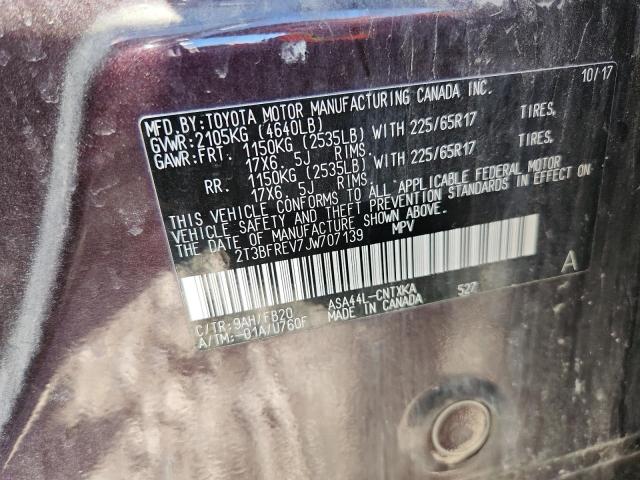 MFD.BY:TOYOTA MOTOR MANUFACTURING CANADA, INC. 10/17
GVWR:2105KG (4640LB)
GAWR:FRT. 1150KG (2535LB) WITH 225/65R17 TIRES,
17X6.5J RIMS,
RR. 1150KG (2535LB) WITH 225/65R17 TIRES,
17X6.5J RIMS,
THIS VEHICLE CONFORMS TO ALL APPLICABLE FEDERAL MOTOR
VEHICLE SAFETY AND THEFT PREVENTION STANDARDS IN EFFECT ON
THE DATE OF MANUFACTURE SHOWN ABOVE.
2T3BFREV7JW707139 MPV
A
C/TR:9AH/FB20 ASA44L-CNTXKA 527
A/TM:-01A/U760F MADE IN CANADA